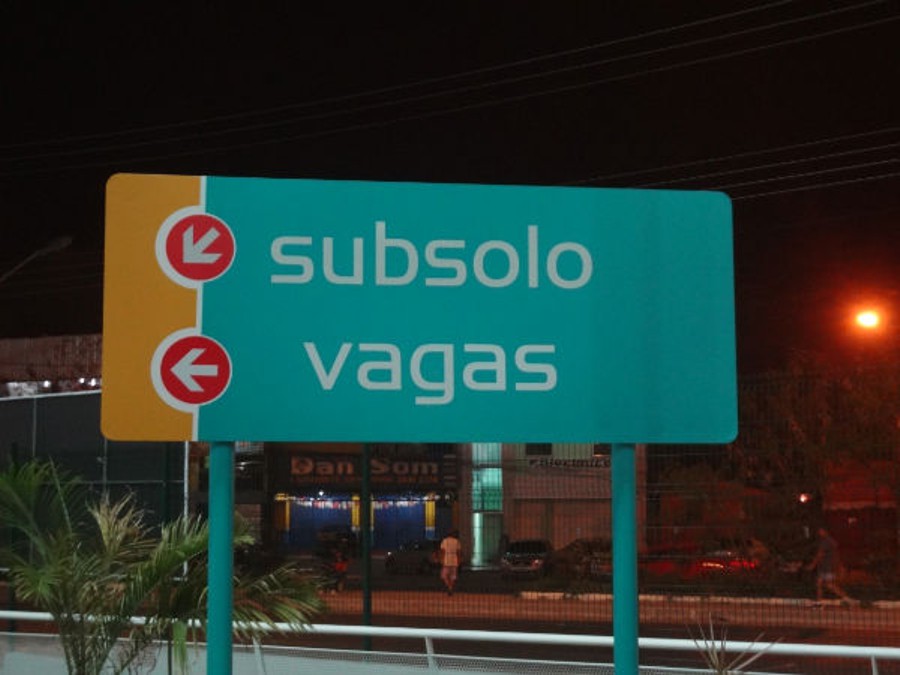 subsolo
vagas
Dan Som